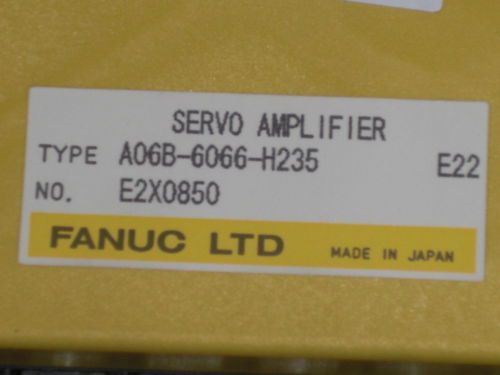 SERVO AMPLIFIER
TYPE A06B-6066-H235 E22
NO. E2X0850
FANUC LTD MADE IN JAPAN